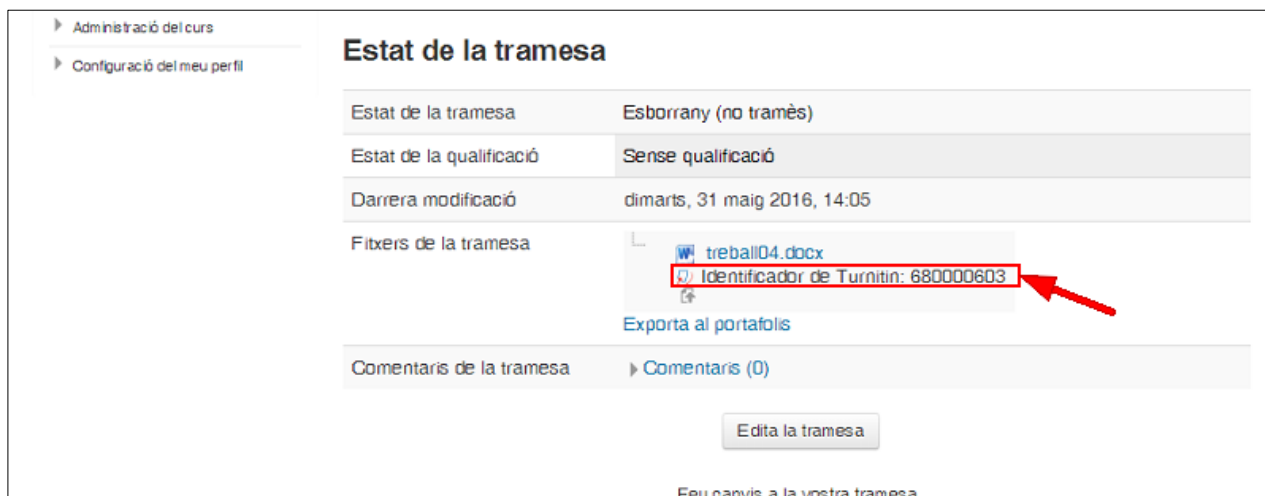 Administració del curs
Configuració del meu perfil
Estat de la tramesa
Estat de la tramesa Esborrany (no tramès)
Estat de la qualificació Sense qualificació
Darrera modificació dimarts, 31 maig 2016, 14:05
Fitxers de la tramesa treball04.docx
Identificador de Turnitin: 680000603
Exporta al portafolis
Comentaris de la tramesa Comentaris (0)
Edita la tramesa
Feu canvis a la vostra tramesa